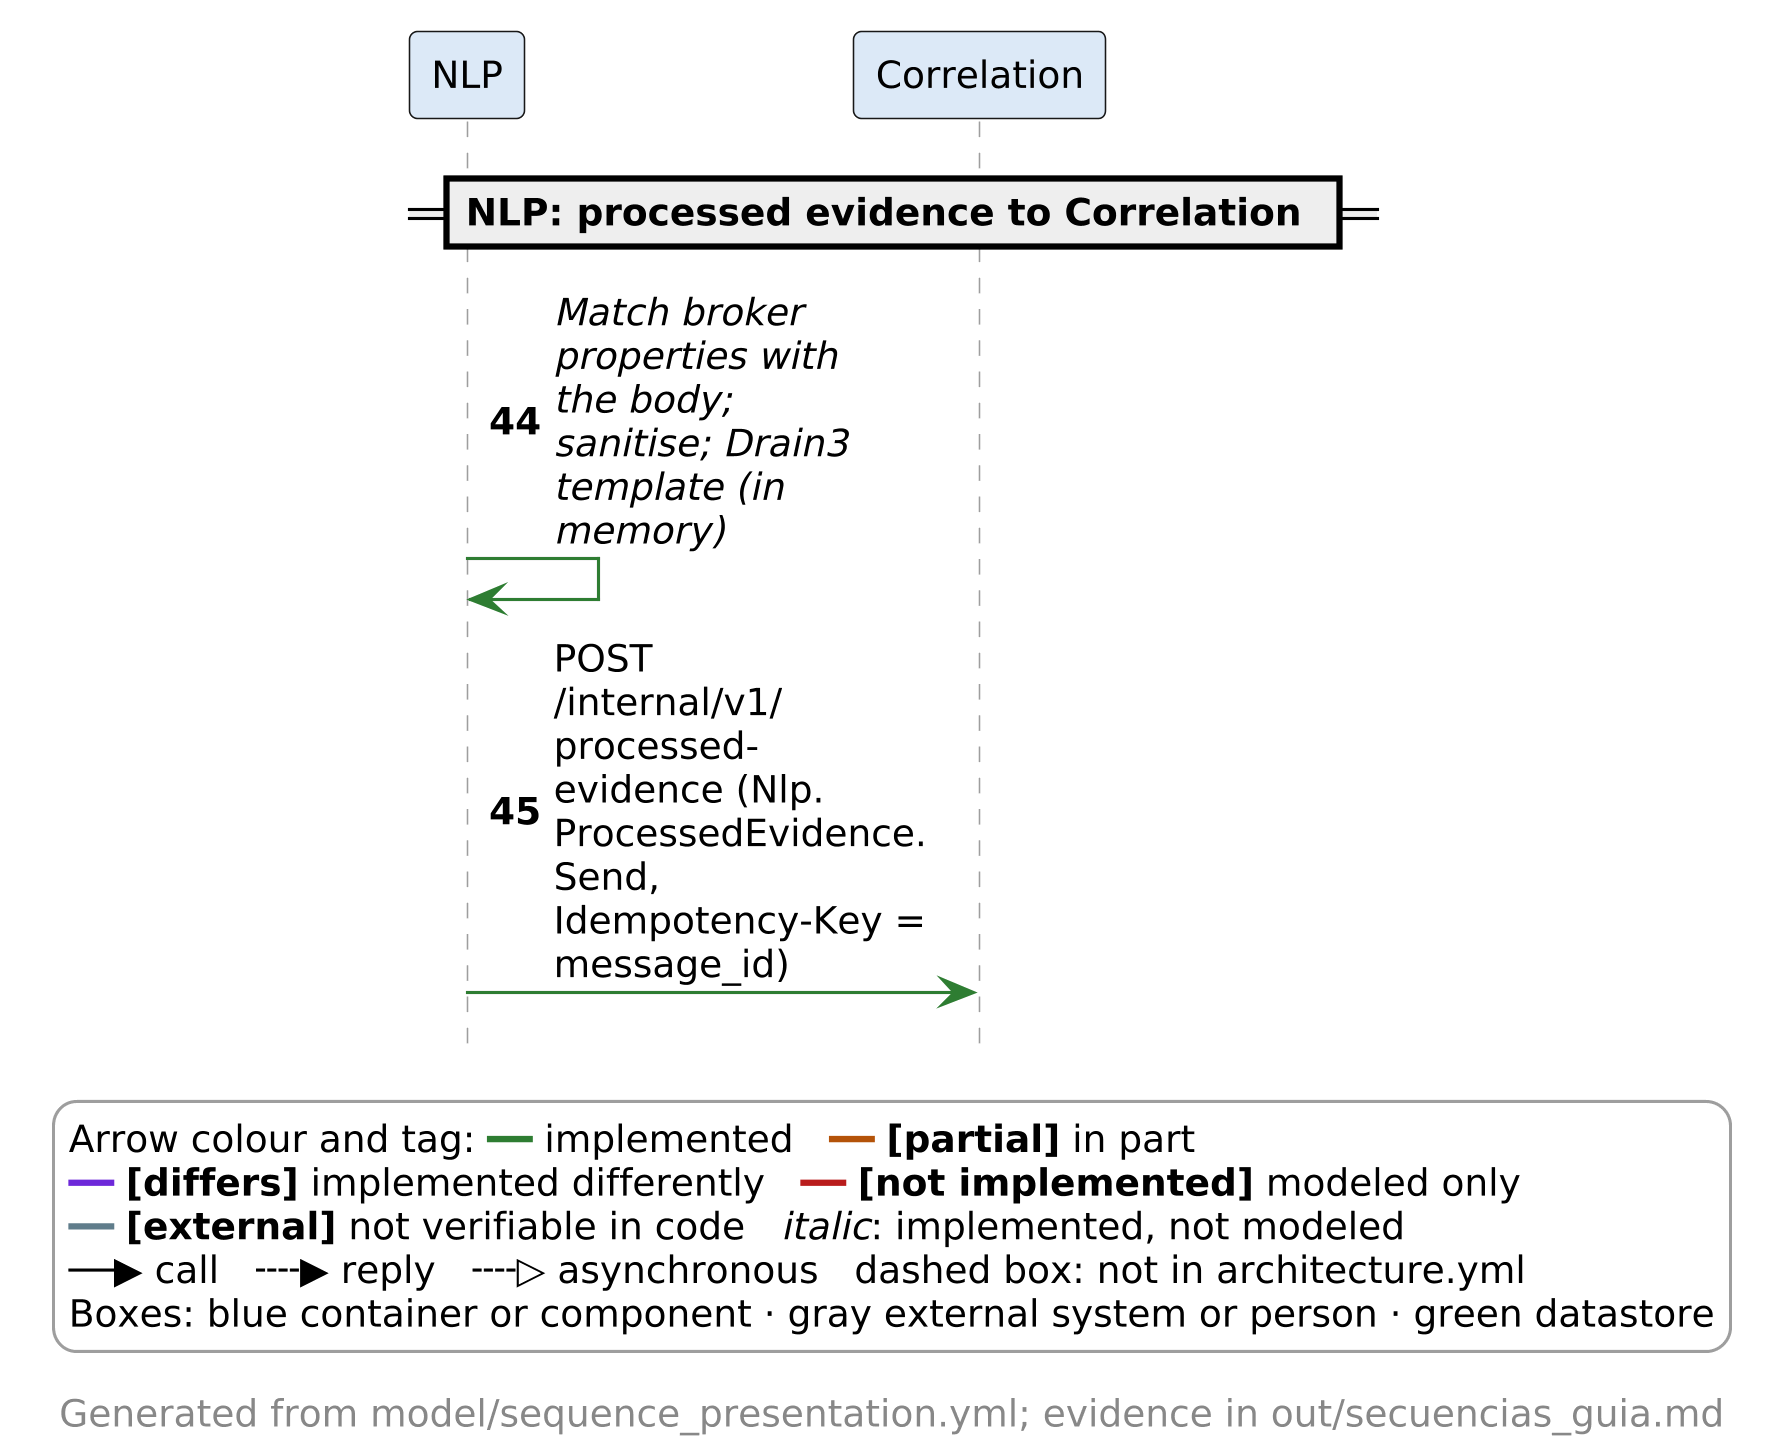 NLP
Correlation
NLP: processed evidence to Correlation
Match broker
properties with
the body;
44
sanitise; Drain3
template (in
memory)
POST
/internal/v1/
processed-
evidence (Nlp.
45
ProcessedEvidence.
Send,
Idempotency-Key =
message_id)
Arrow colour and tag: implemented [partial] in part
[differs] implemented differently [not implemented] modeled only
[external] not verifiable in code italic: implemented, not modeled
call reply asynchronous dashed box: not in architecture.yml
Boxes: blue container or component · gray external system or person · green datastore
Generated from model/sequence_presentation.yml; evidence in out/secuencias_guia.md